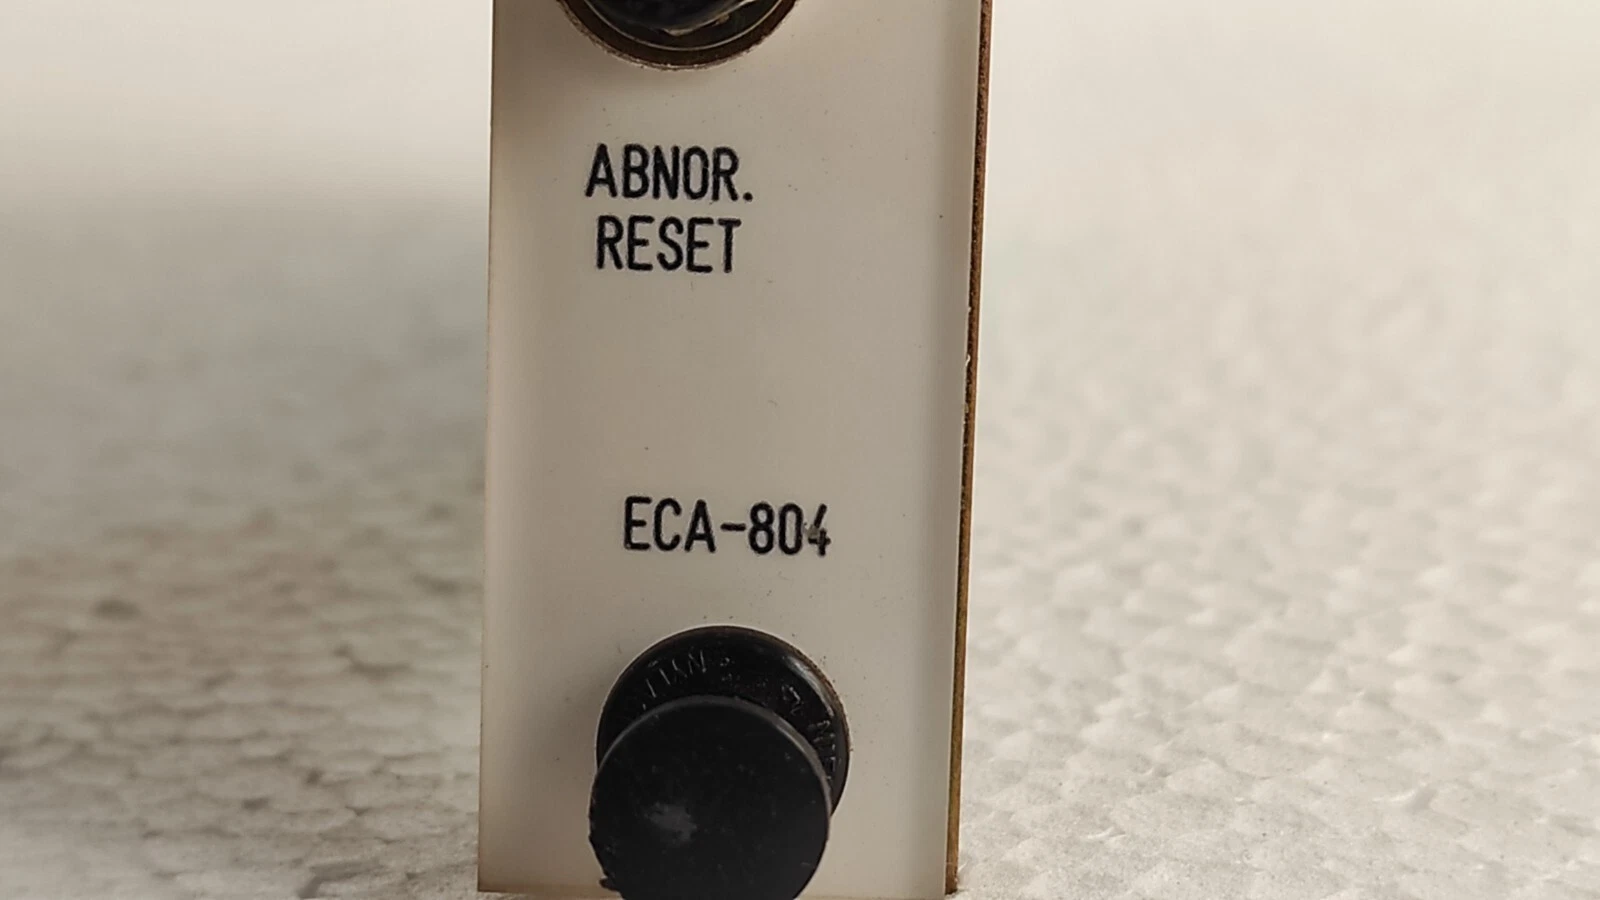 ABNOR.
RESET
ECA-804